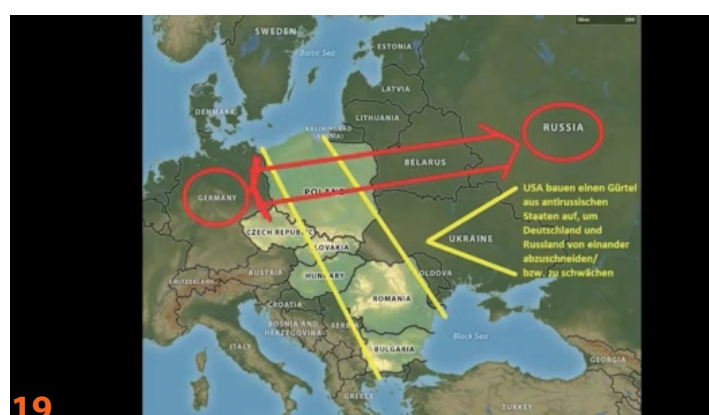 SWEDEN
Baltic Sea
ESTONIA
LATVIA
DENMARK
LITHUANIA
KALININGRAD
(RUSSIA)
RUSSIA
BELARUS
POLAND
GERMANY
USA bauen einen Gürtel
aus antirussischen
Staaten auf, um
Deutschland und
Russland von einander
abzuschneiden/
bzw. zu schwächen
CZECH REPUBLIC
UKRAINE
SLOVAKIA
AUSTRIA
HUNGARY
MOLDOVA
SWITZERLAND
CROATIA
ROMANIA
BOSNIA AND
HERZEGOVINA
SERBIA
ITALY
Black Sea
BULGARIA
GEORGIA
GREECE
TURKEY
19